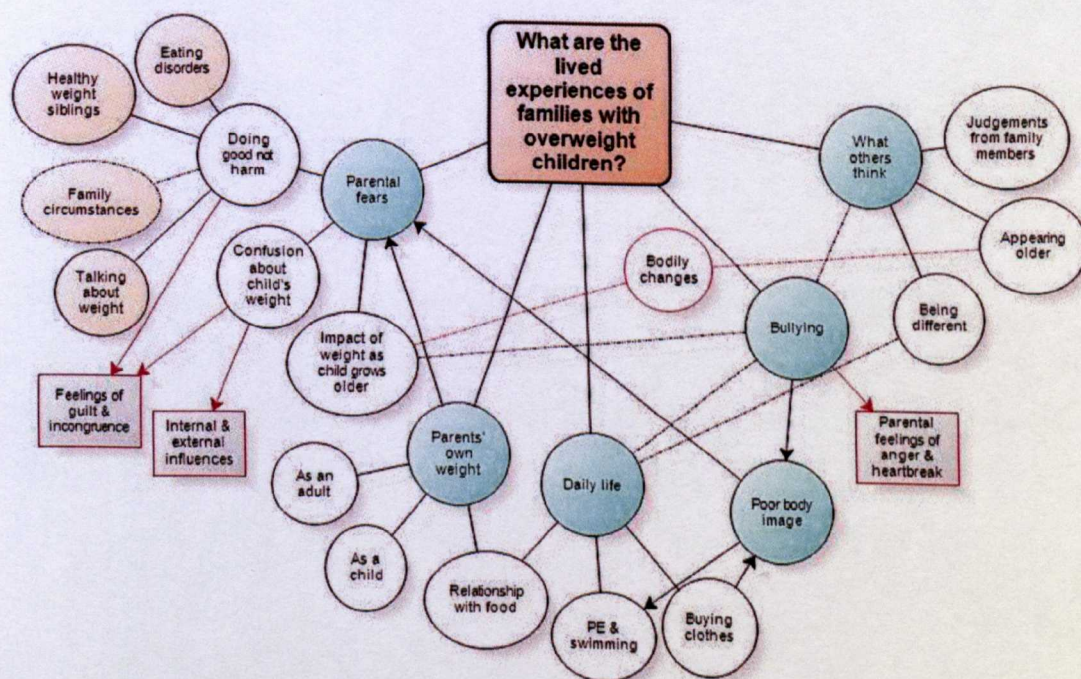 What are the
lived
experiences of
families with
overweight
children?
Eating
disorders
Healthy
weight
siblings
Doing
good not
harm
Family
circumstances
Talking
about
weight
Parental
fears
Confusion
about
child's
weight
Impact of
weight as
child grows
older
Feelings of
guilt &
incongruence
Internal &
external
influences
What
others
think
Judgements
from family
members
Appearing
older
Being
different
Bodily
changes
Bullying
Parental
feelings of
anger &
heartbreak
Parents'
own
weight
As an
adult
As a
child
Relationship
with food
Daily life
PE &
swimming
Buying
clothes
Poor body
image